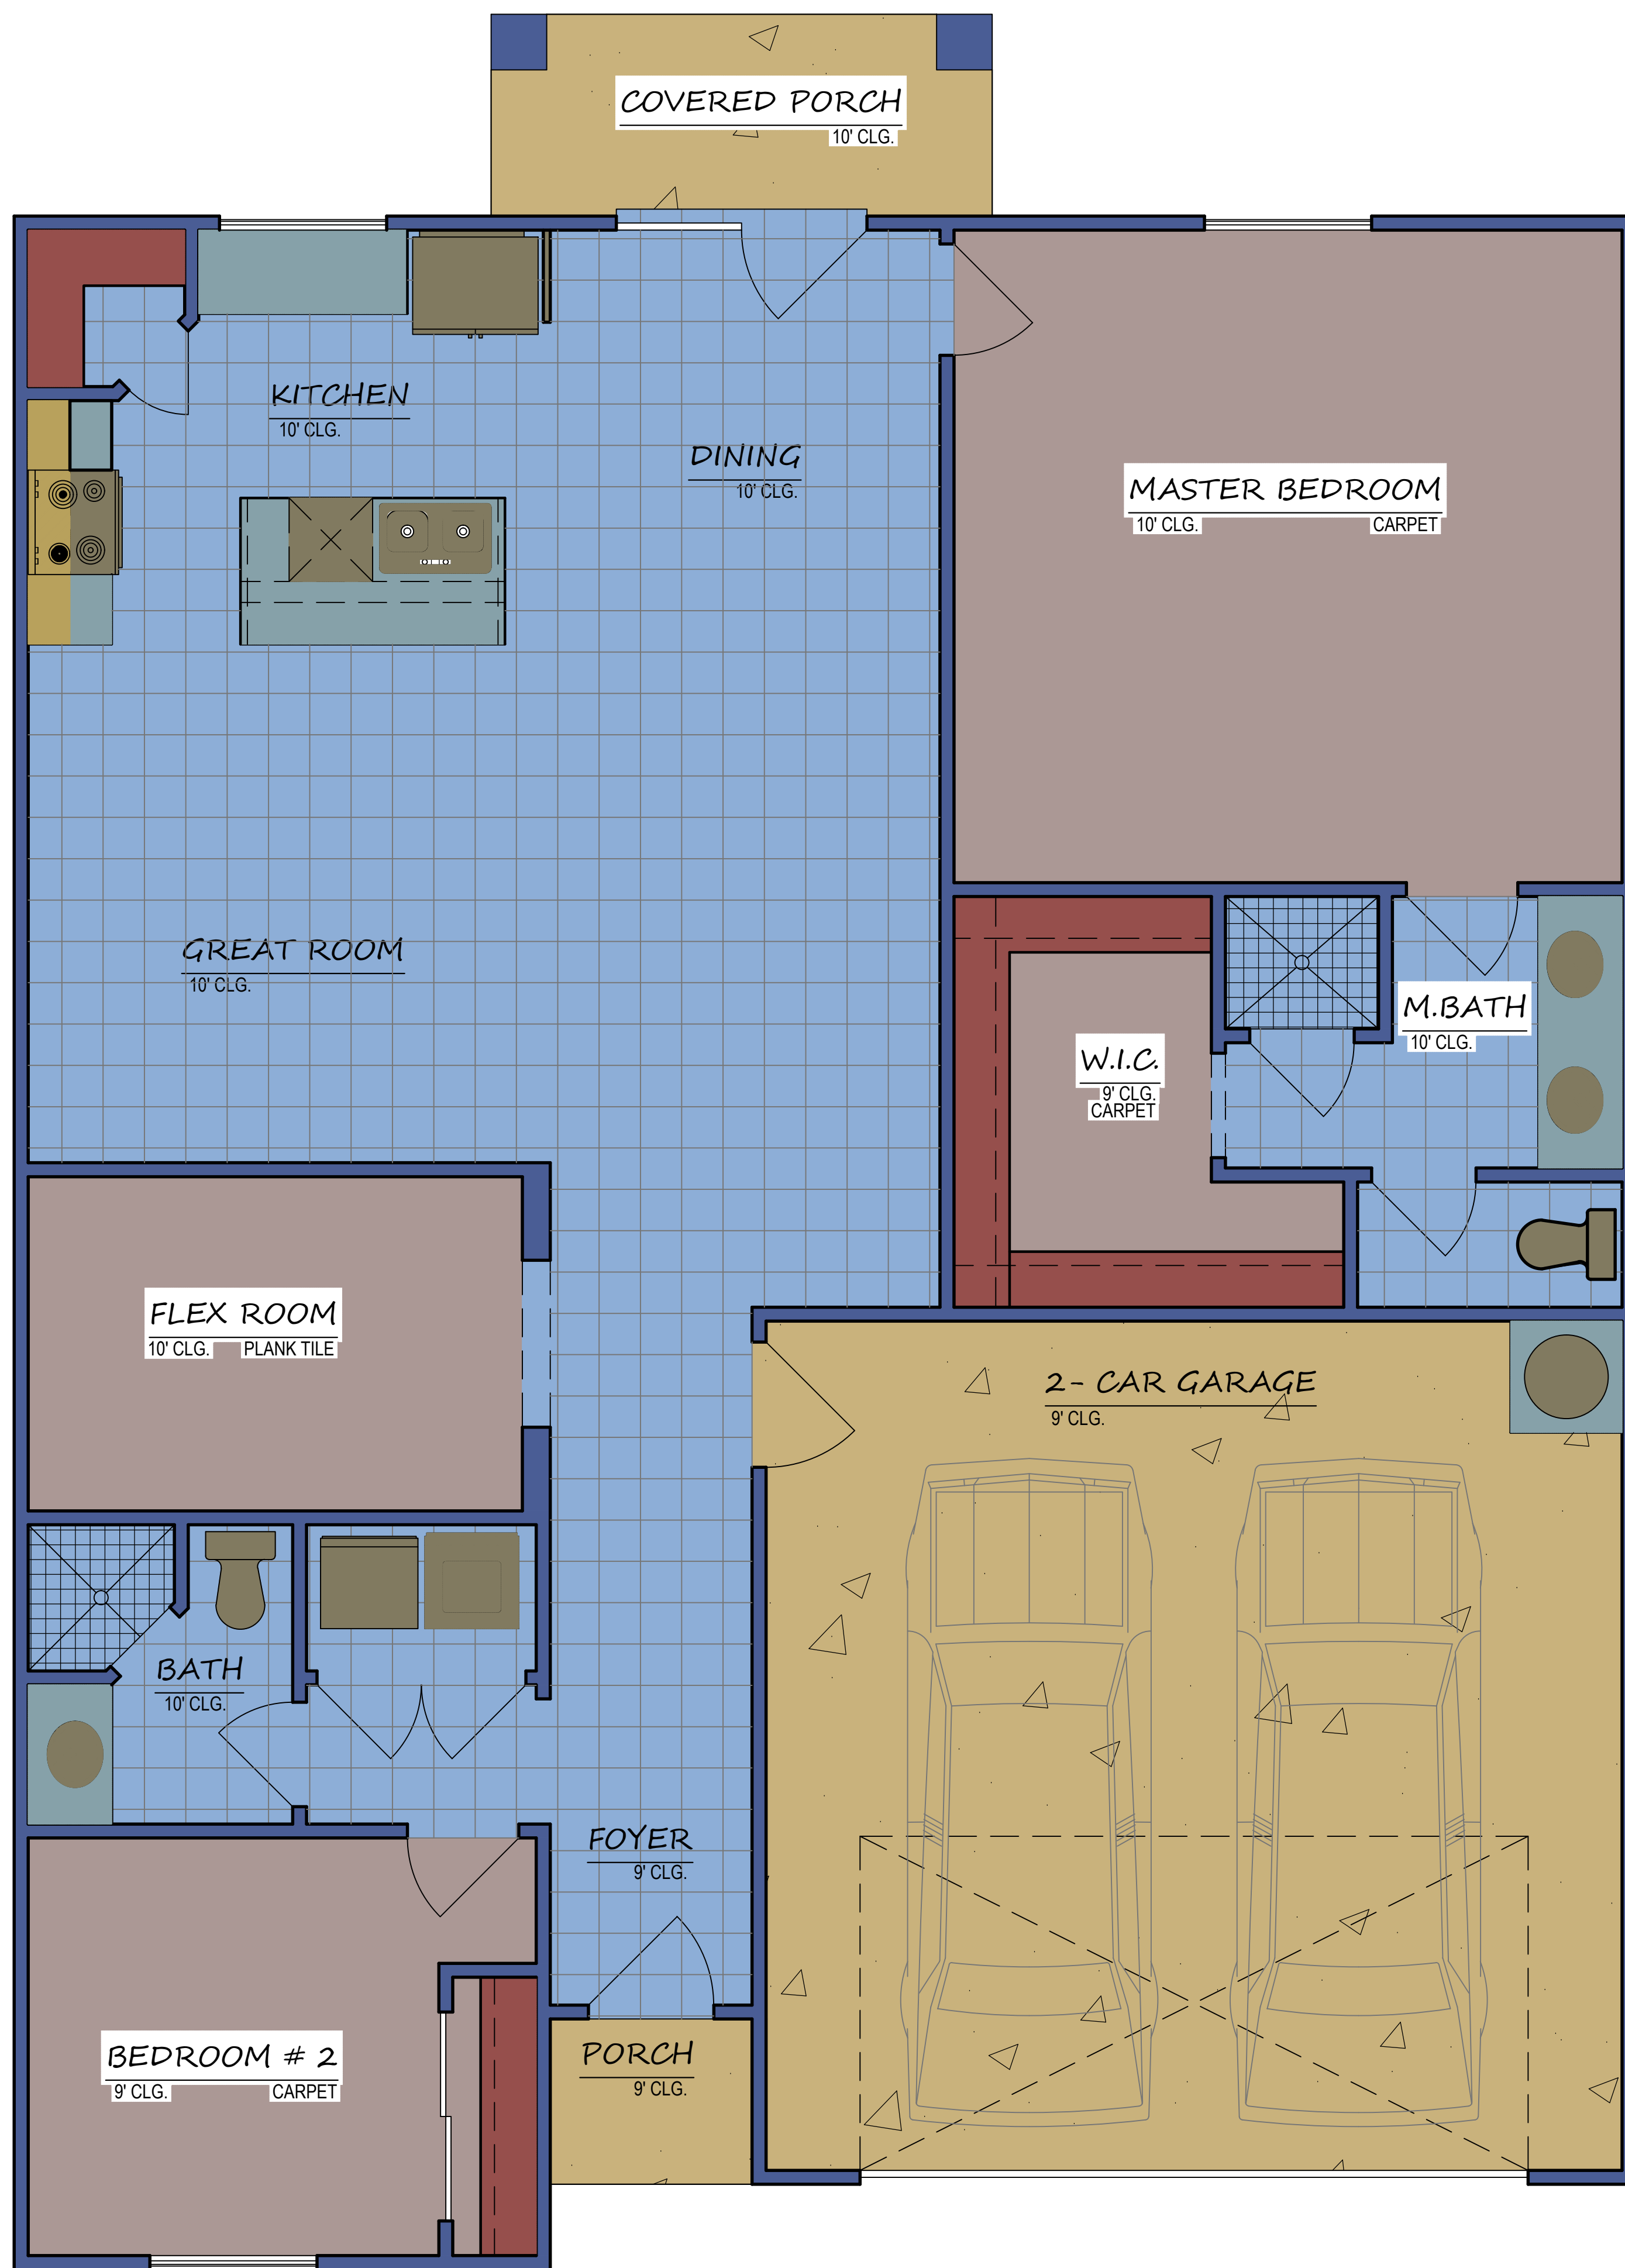 COVERED PORCH
10' CLG.
KITCHEN
10' CLG.
DINING
10' CLG.
MASTER BEDROOM
10' CLG. CARPET
GREAT ROOM
10' CLG.
M.BATH
10' CLG.
W.I.C.
9' CLG.
CARPET
FLEX ROOM
10' CLG. PLANK TILE
2- CAR GARAGE
9' CLG.
BATH
10' CLG.
FOYER
9' CLG.
BEDROOM # 2
9' CLG. CARPET
PORCH
9' CLG.